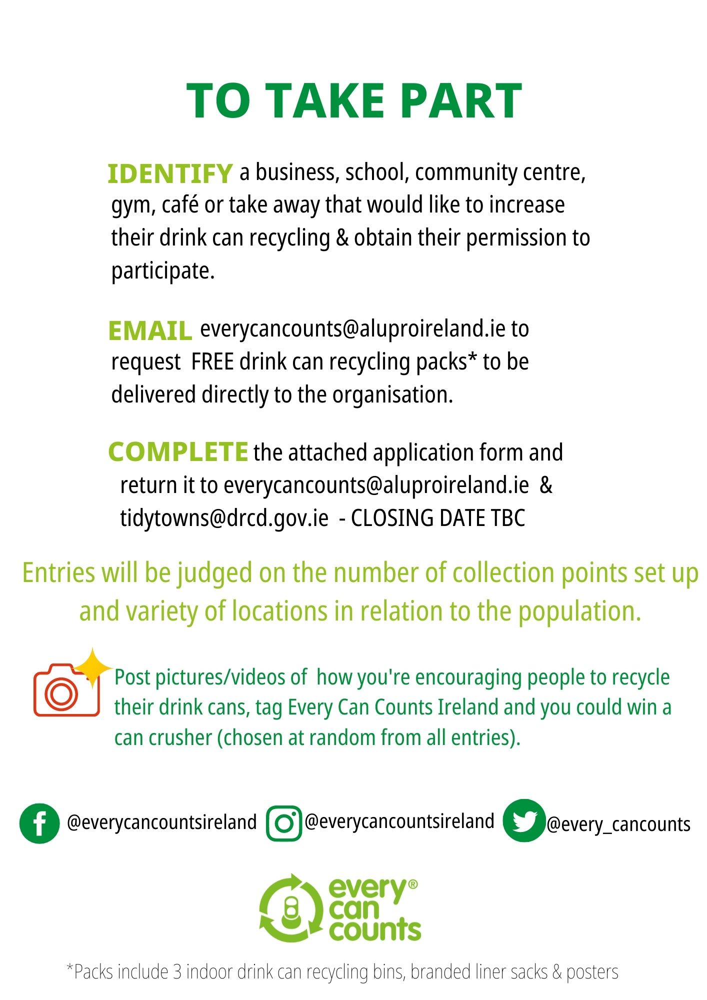 TO TAKE PART
IDENTIFY a business, school, community centre,
gym, café or take away that would like to increase
their drink can recycling & obtain their permission to
participate.
EMAIL everycancounts@aluproireland.ie to
request  FREE drink can recycling packs* to be
delivered directly to the organisation.
COMPLETE the attached application form and
return it to everycancounts@aluproireland.ie  &
tidytowns@drcd.gov.ie  - CLOSING DATE TBC
Entries will be judged on the number of collection points set up
and variety of locations in relation to the population.
Post pictures/videos of  how you're encouraging people to recycle
their drink cans, tag Every Can Counts Ireland and you could win a
can crusher (chosen at random from all entries).
@everycancountsireland @everycancountsireland @every_cancounts
every®
can
counts
*Packs include 3 indoor drink can recycling bins, branded liner sacks & posters